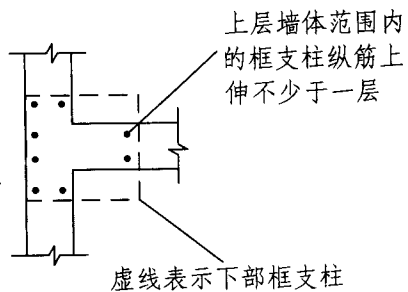 上层墙体范围内
的框支柱纵筋上
伸不少于一层
虚线表示下部框支柱